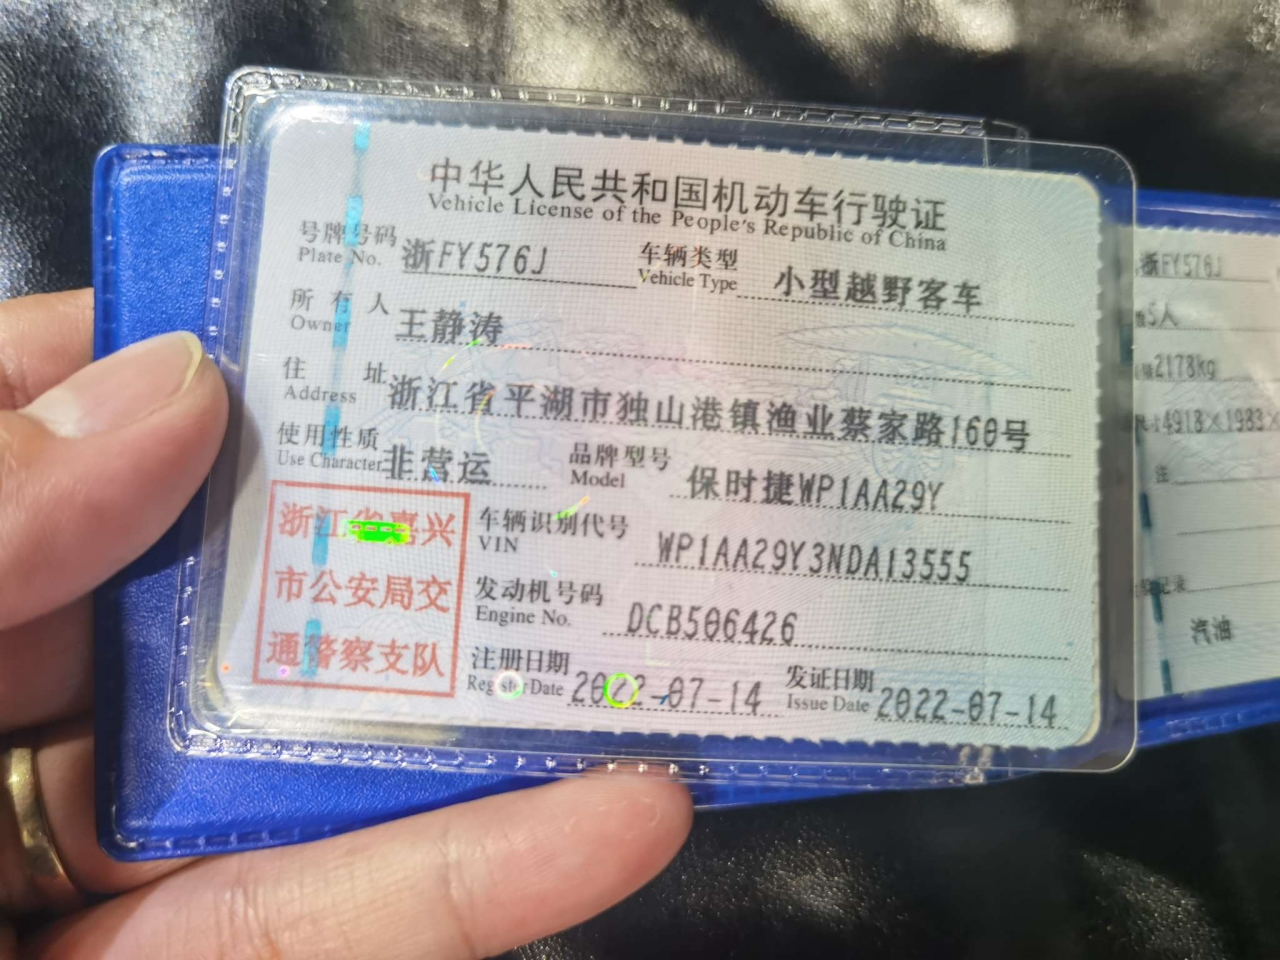 中华人民共和国机动车行驶证
Vehicle License of the People's Republic of China
号牌号码 浙FY576J 车辆类型 小型越野客车
Plate No. Vehicle Type
所有人 王静涛
Owner
住址 浙江省平湖市独山港镇渔业蔡家路160号
Address
使用性质 非营运 品牌型号 保时捷WP1AA29Y
Use Character Model
浙江省嘉兴
市公安局交
通警察支队
车辆识别代号 WP1AA29Y3NDA13555
VIN
发动机号码 DCB506426
Engine No.
注册日期 2022-07-14 发证日期 2022-07-14
Register Date Issue Date
浙FY576J
5人
2178kg
4918×1983×
注
记录
汽油